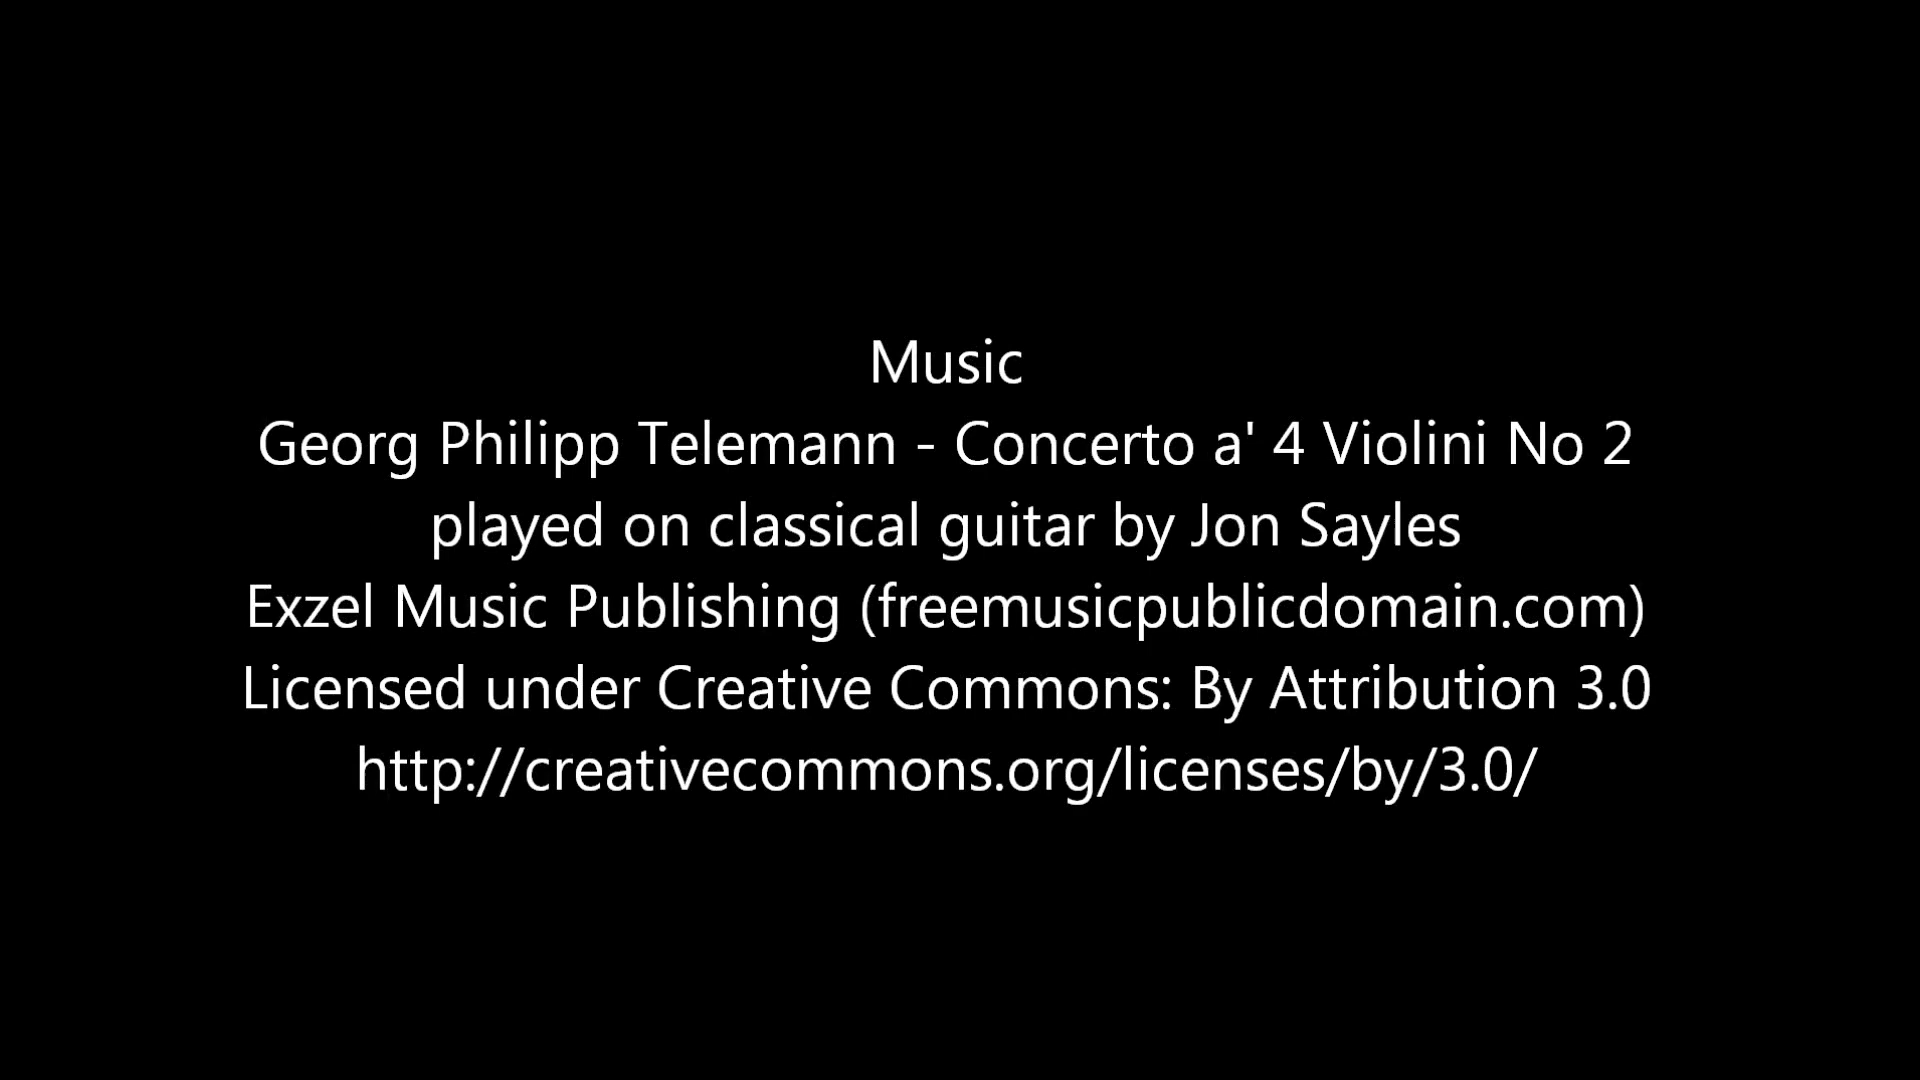 Music
Georg Philipp Telemann - Concerto a' 4 Violini No 2
played on classical guitar by Jon Sayles
Exzel Music Publishing (freemusicpublicdomain.com)
Licensed under Creative Commons: By Attribution 3.0
http://creativecommons.org/licenses/by/3.0/